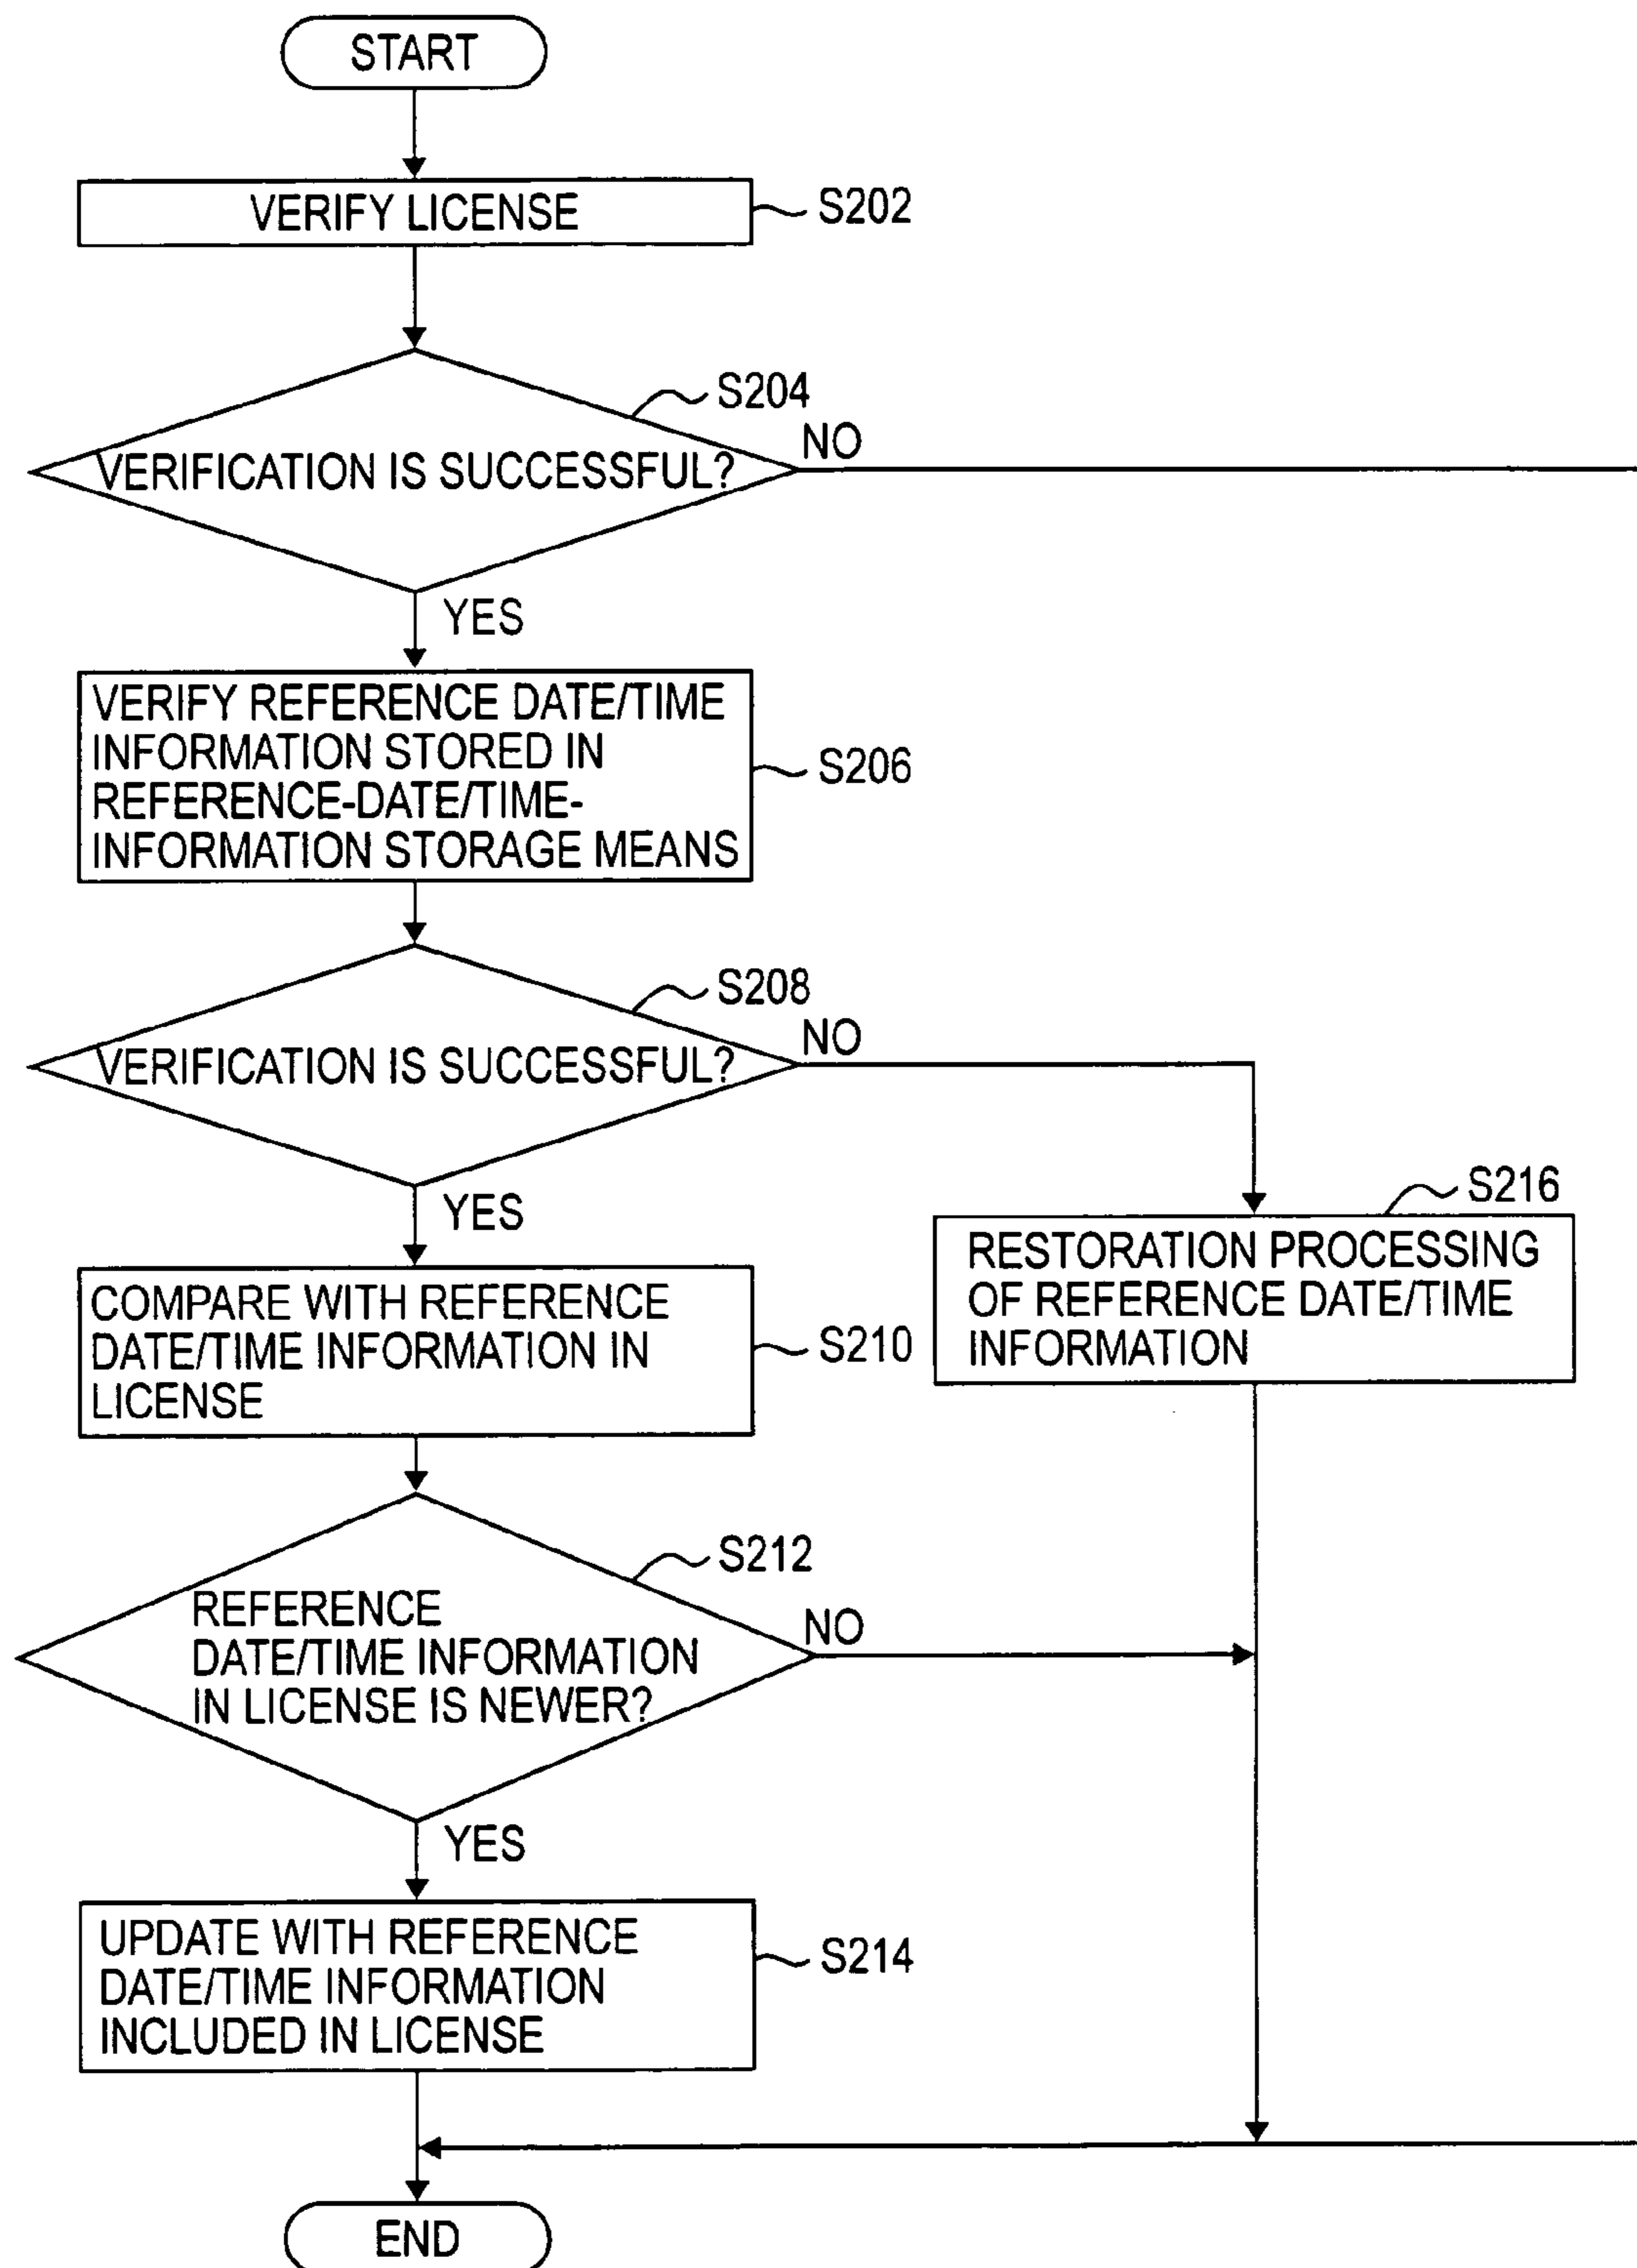 START
VERIFY LICENSE
S202
S204
NO
VERIFICATION IS SUCCESSFUL?
YES
VERIFY REFERENCE DATE/TIME
INFORMATION STORED IN
REFERENCE-DATE/TIME-
INFORMATION STORAGE MEANS
S206
S208
NO
VERIFICATION IS SUCCESSFUL?
YES
S216
RESTORATION PROCESSING
OF REFERENCE DATE/TIME
INFORMATION
COMPARE WITH REFERENCE
DATE/TIME INFORMATION IN
LICENSE
S210
S212
NO
REFERENCE
DATE/TIME INFORMATION
IN LICENSE IS NEWER?
YES
UPDATE WITH REFERENCE
DATE/TIME INFORMATION
INCLUDED IN LICENSE
S214
END